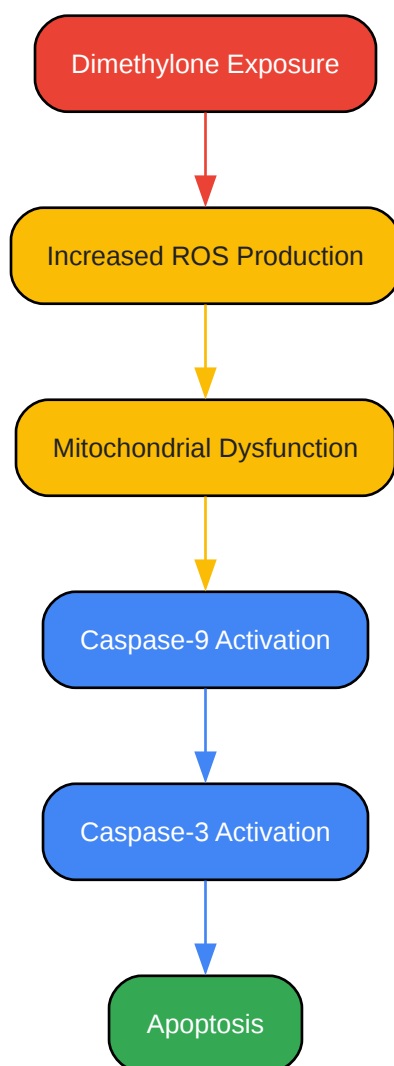 Dimethylone Exposure
Increased ROS Production
Mitochondrial Dysfunction
Caspase-9 Activation
Caspase-3 Activation
Apoptosis